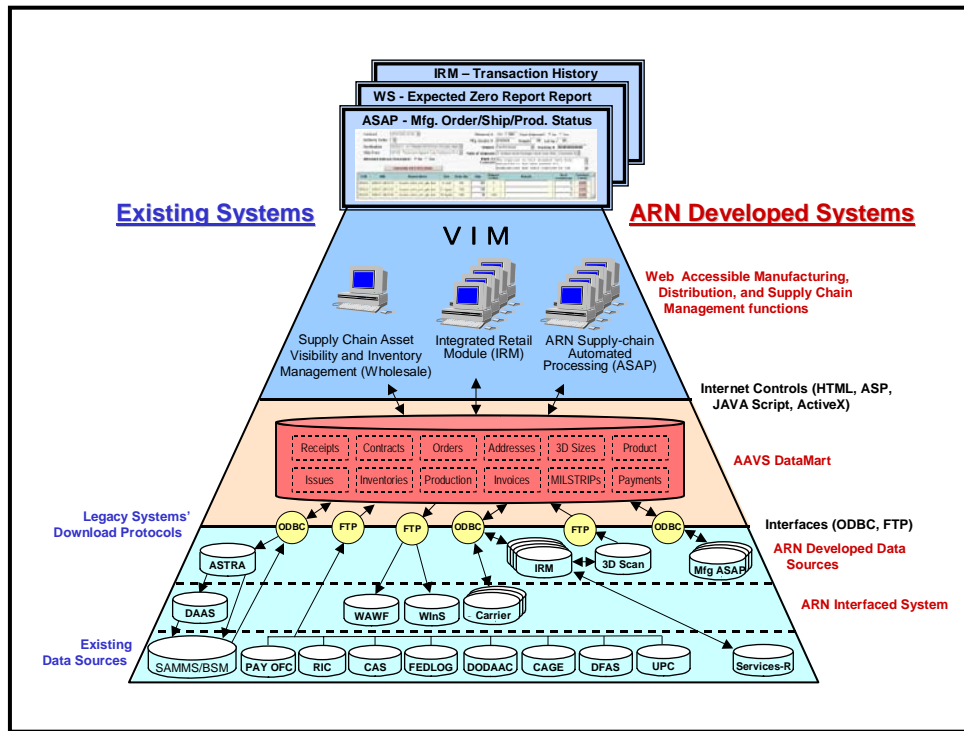 IRM – Transaction History
WS - Expected Zero Report Report
ASAP - Mfg. Order/Ship/Prod. Status
Existing Systems
ARN Developed Systems
V I M
Web Accessible Manufacturing,
Distribution, and Supply Chain
Management functions
Supply Chain Asset
Visibility and Inventory
Management (Wholesale)
Integrated Retail
Module (IRM)
ARN Supply-chain
Automated
Processing (ASAP)
Internet Controls (HTML, ASP,
JAVA Script, ActiveX)
Receipts
Contracts
Orders
Addresses
3D Sizes
Product
AAVS DataMart
Issues
Inventories
Production
Invoices
MILSTRIPs
Payments
Legacy Systems'
Download Protocols
ODBC
FTP
FTP
ODBC
FTP
ODBC
Interfaces (ODBC, FTP)
ARN Developed Data
Sources
ASTRA
IRM
3D Scan
Mfg ASAP
DAAS
WAWF
WInS
Carrier
ARN Interfaced System
Existing
Data Sources
SAMMS/BSM
PAY OFC
RIC
CAS
FEDLOG
DODAAC
CAGE
DFAS
UPC
Services-R